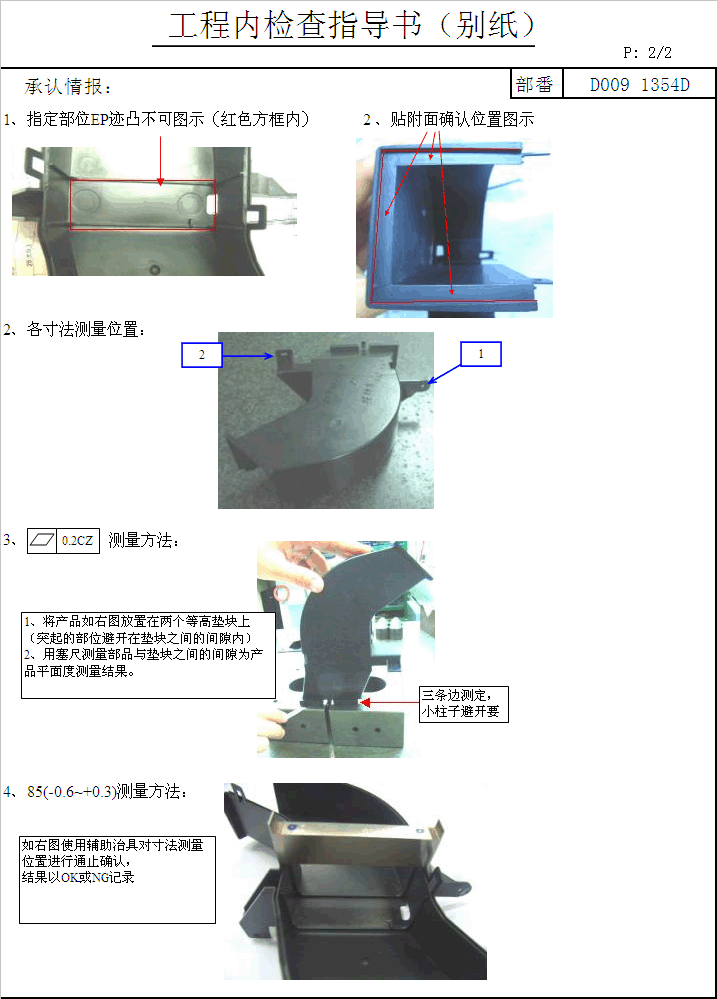 工程内检查指导书（别纸）
P: 2/2
承认情报：
部番
D009 1354D
1、指定部位EP迹凸不可图示（红色方框内）
2、贴附面确认位置图示
2、各寸法测量位置：
2
1
3、
0.2CZ
测量方法：
1、将产品如右图放置在两个等高垫块上
（突起的部位避开在垫块之间的间隙内）
2、用塞尺测量部品与垫块之间的间隙为产
品平面度测量结果。
三条边测定，
小柱子避开要
4、85(-0.6~+0.3)测量方法：
如右图使用辅助治具对寸法测量
位置进行通止确认，
结果以OK或NG记录